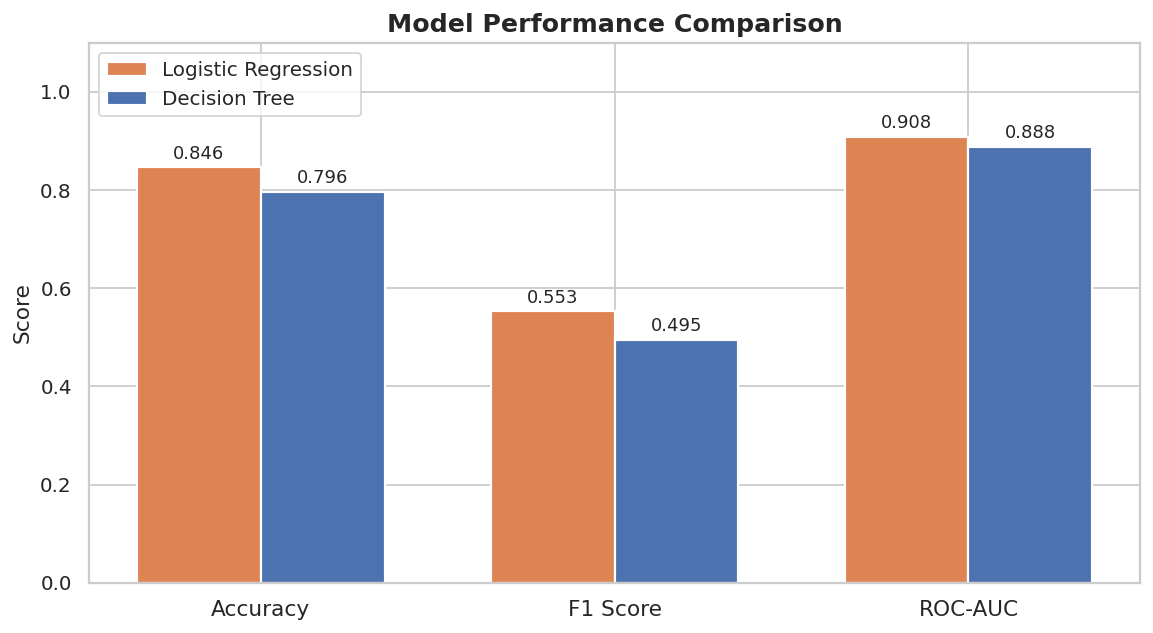 Model Performance Comparison
Logistic Regression
Decision Tree
Score
1.0
0.8
0.6
0.4
0.2
0.0
0.846
0.796
0.553
0.495
0.908
0.888
Accuracy
F1 Score
ROC-AUC